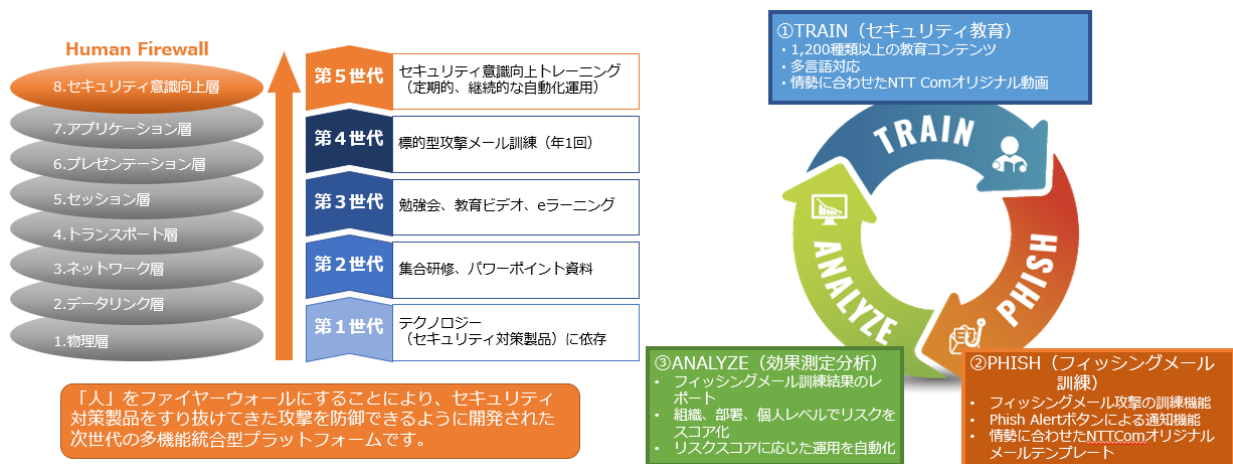 Human Firewall
8.セキュリティ意識向上層
7.アプリケーション層
6.プレゼンテーション層
5.セッション層
4.トランスポート層
3.ネットワーク層
2.データリンク層
1.物理層
第５世代
セキュリティ意識向上トレーニング
（定期的、継続的な自動化運用）
第４世代
標的型攻撃メール訓練（年1回）
第３世代
勉強会、教育ビデオ、eラーニング
第２世代
集合研修、パワーポイント資料
第１世代
テクノロジー
（セキュリティ対策製品）に依存
「人」をファイヤーウォールにすることにより、セキュリティ
対策製品をすり抜けてきた攻撃を防御できるように開発された
次世代の多機能統合型プラットフォームです。
①TRAIN（セキュリティ教育）
・1,200種類以上の教育コンテンツ
・多言語対応
・情勢に合わせたNTT Comオリジナル動画
TRAIN
PHISH
ANALYZE
③ANALYZE（効果測定分析）
• フィッシングメール訓練結果のレ
ポート
• 組織、部署、個人レベルでリスクを
スコア化
• リスクスコアに応じた運用を自動化
②PHISH（フィッシングメール
訓練）
• フィッシングメール攻撃の訓練機能
• Phish Alertボタンによる通知機能
• 情勢に合わせたNTTComオリジナル
メールテンプレート